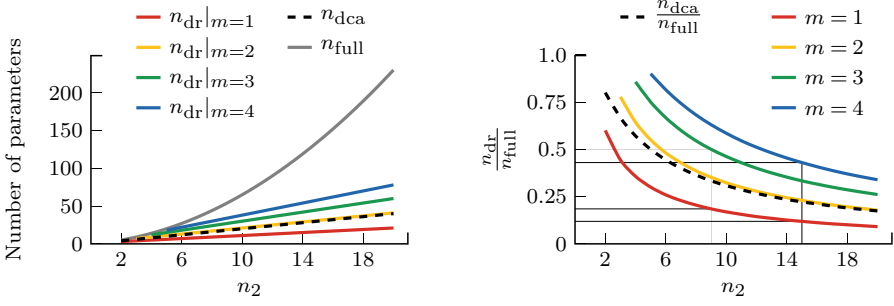 n_dr|_{m=1}
n_dr|_{m=2}
n_dr|_{m=3}
n_dr|_{m=4}
n_dca
n_full
Number of parameters
200
150
100
50
0
2 6 10 14 18
n_2
n_dca/n_full
m = 1
m = 2
m = 3
m = 4
n_dr/n_full
1.0
0.75
0.5
0.25
0
2 6 10 14 18
n_2